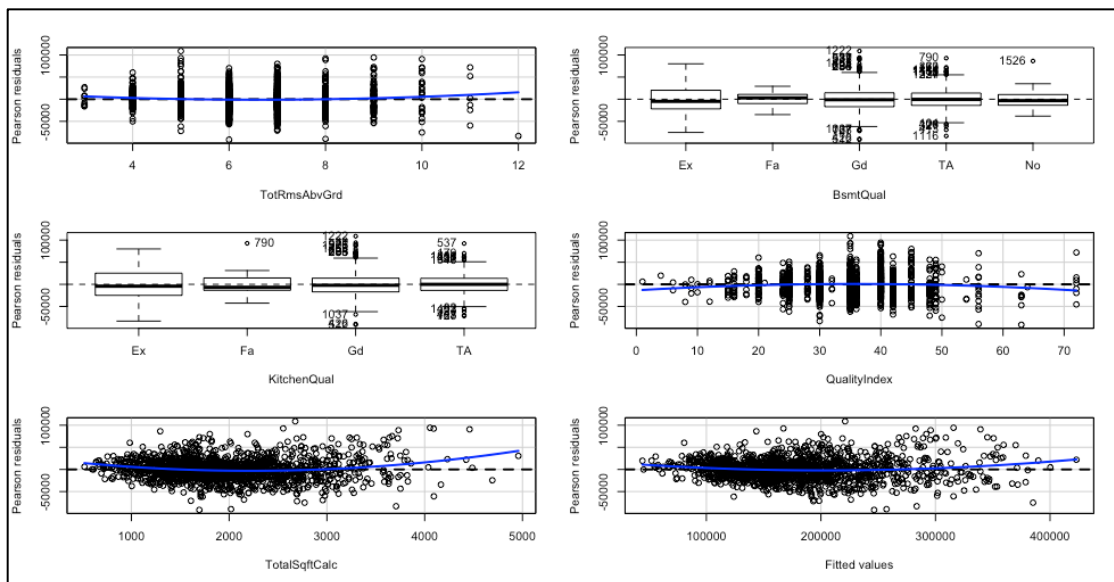 Pearson residuals
-50000
100000
4
6
8
10
12
TotRmsAbvGrd
Pearson residuals
-50000
100000
1222
1037
790
1116
1526
Ex
Fa
Gd
TA
No
BsmtQual
Pearson residuals
-50000
100000
790
1222
1037
537
Ex
Fa
Gd
TA
KitchenQual
Pearson residuals
-50000
100000
0
10
20
30
40
50
60
70
QualityIndex
Pearson residuals
-50000
100000
1000
2000
3000
4000
5000
TotalSqftCalc
Pearson residuals
-50000
100000
100000
200000
300000
400000
Fitted values